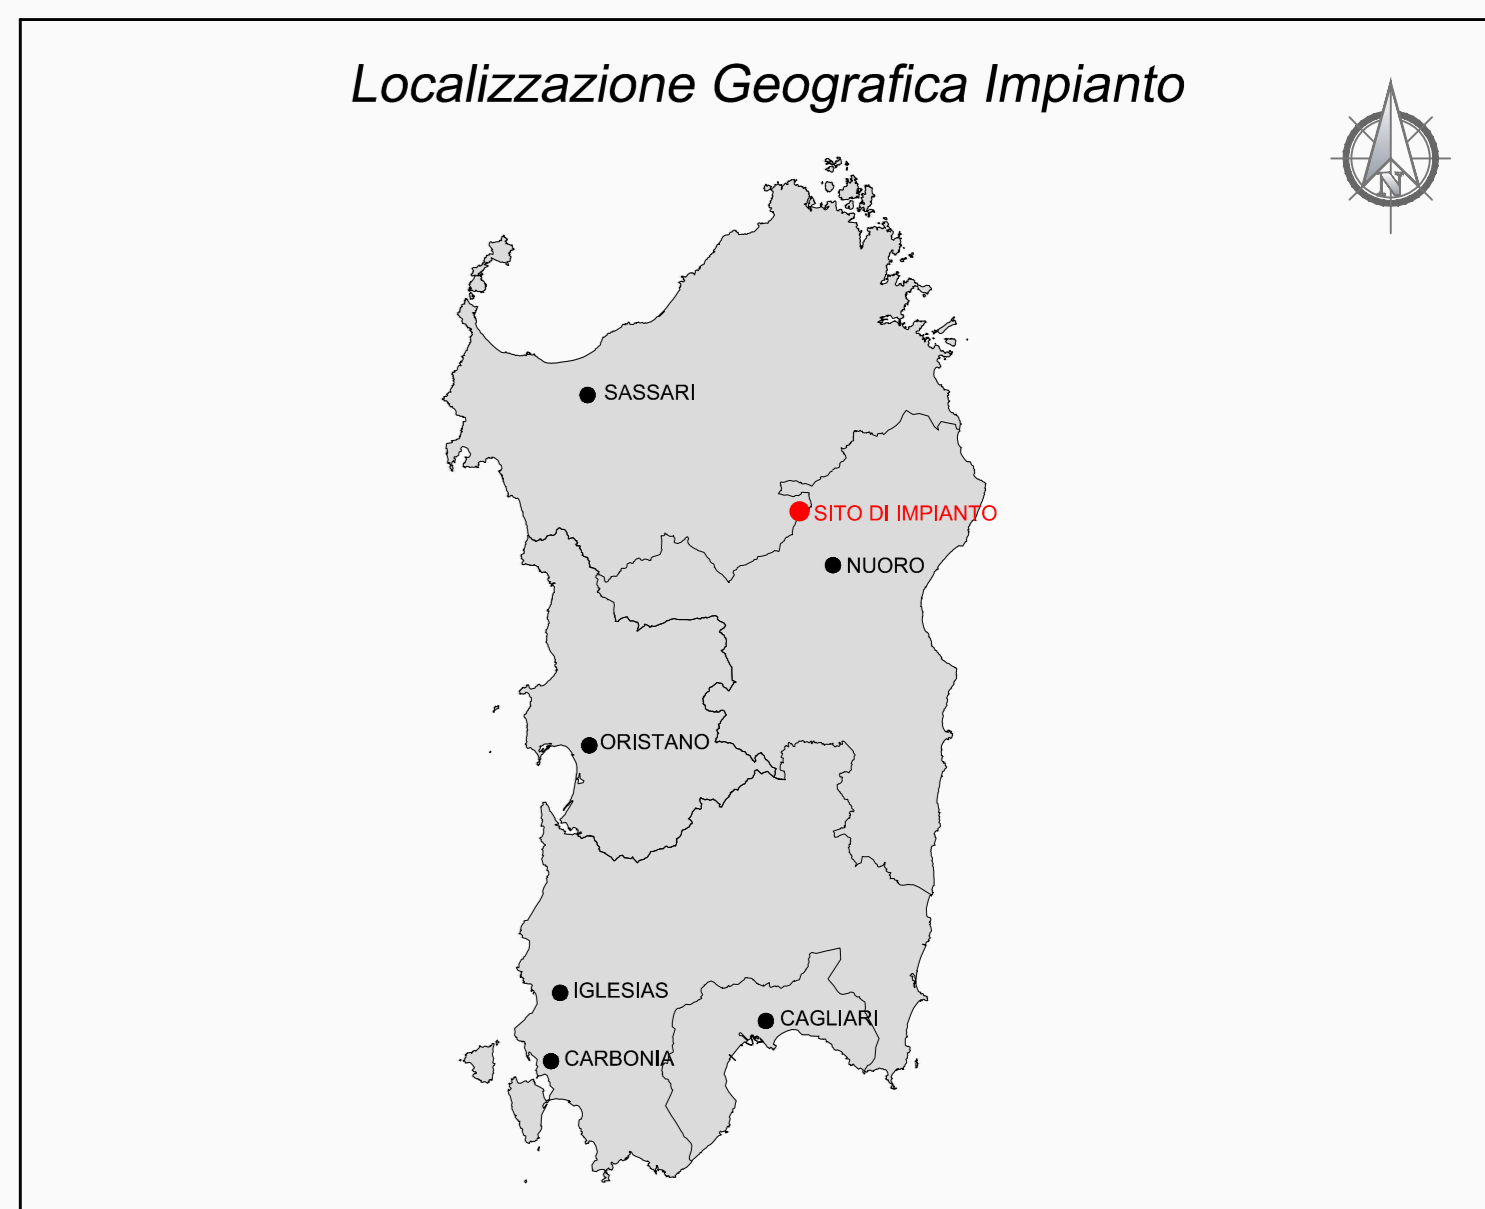 Localizzazione Geografica Impianto
N
SASSARI
SITO DI IMPIANTO
NUORO
ORISTANO
IGLESIAS
CAGLIARI
CARBONIA